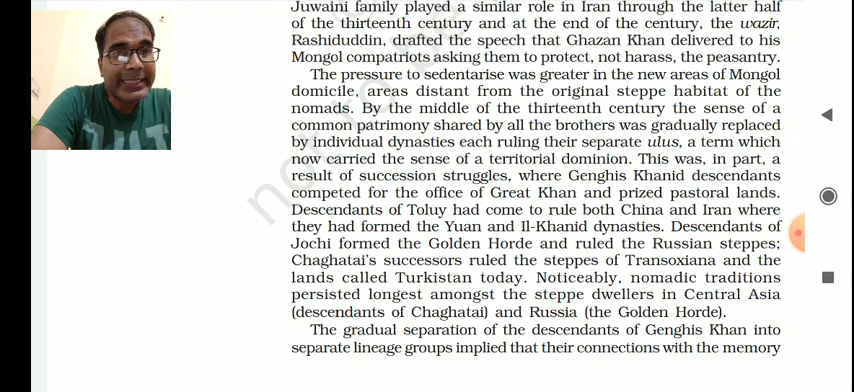 Juwaini family played a similar role in Iran through the latter half
of the thirteenth century and at the end of the century, the wazir,
Rashiduddin, drafted the speech that Ghazan Khan delivered to his
Mongol compatriots asking them to protect, not harass, the peasantry.
The pressure to sedentarise was greater in the new areas of Mongol
domicile, areas distant from the original steppe habitat of the
nomads. By the middle of the thirteenth century the sense of a
common patrimony shared by all the brothers was gradually replaced
by individual dynasties each ruling their separate ulus, a term which
now carried the sense of a territorial dominion. This was, in part, a
result of succession struggles, where Genghis Khanid descendants
competed for the office of Great Khan and prized pastoral lands.
Descendants of Toluy had come to rule both China and Iran where
they had formed the Yuan and Il-Khanid dynasties. Descendants of
Jochi formed the Golden Horde and ruled the Russian steppes;
Chaghatai's successors ruled the steppes of Transoxiana and the
lands called Turkistan today. Noticeably, nomadic traditions
persisted longest amongst the steppe dwellers in Central Asia
(descendants of Chaghatai) and Russia (the Golden Horde).
The gradual separation of the descendants of Genghis Khan into
separate lineage groups implied that their connections with the memory
not to be